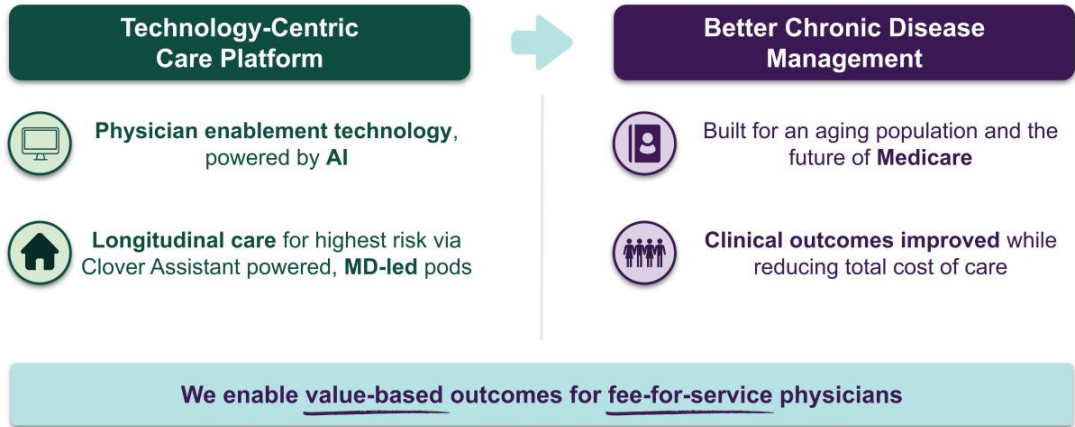 Technology-Centric
Care Platform
Better Chronic Disease
Management
Physician enablement technology,
powered by AI
Built for an aging population and the
future of Medicare
Longitudinal care for highest risk via
Clover Assistant powered, MD-led pods
Clinical outcomes improved while
reducing total cost of care
We enable value-based outcomes for fee-for-service physicians